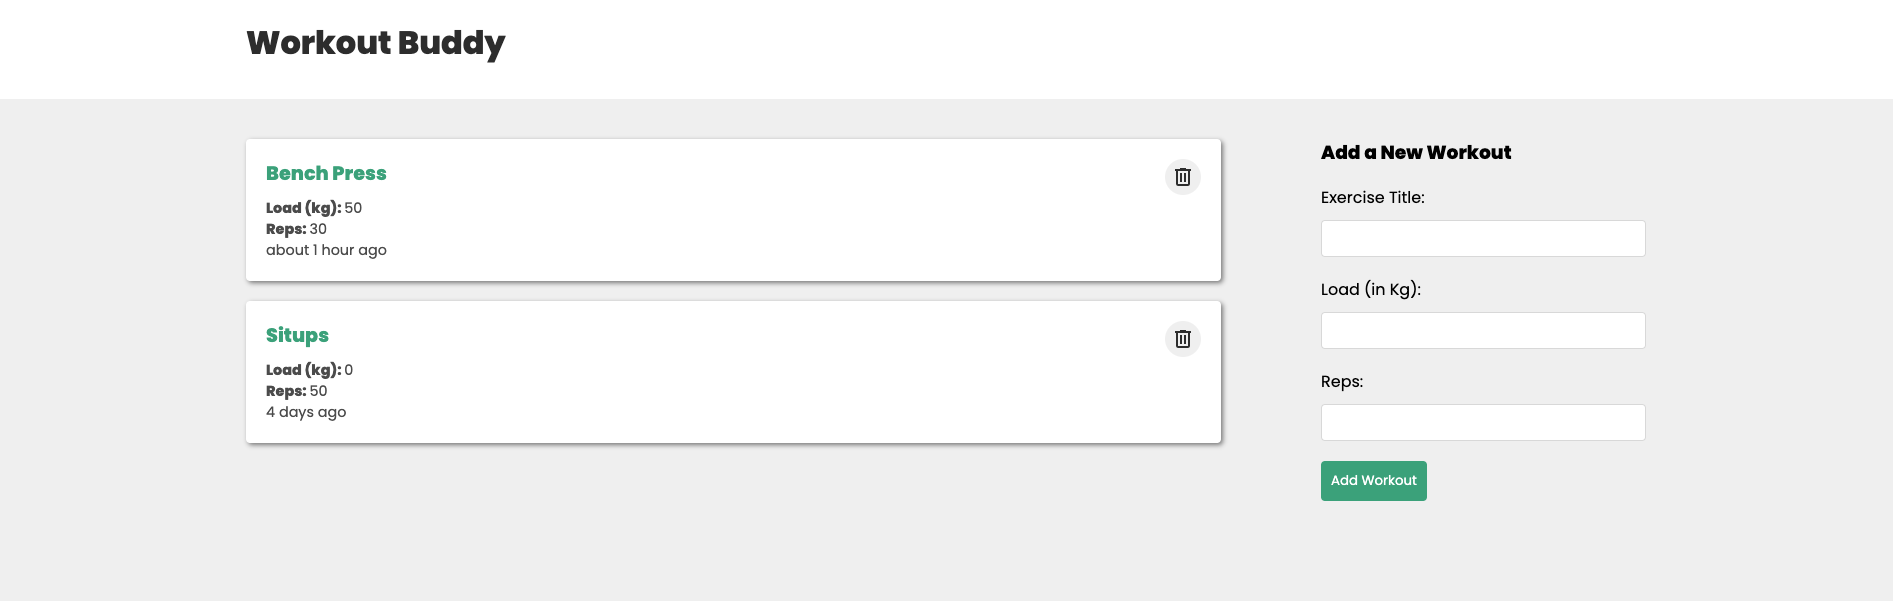 Workout Buddy
Bench Press
Load (kg): 50
Reps: 30
about 1 hour ago
Situps
Load (kg): 0
Reps: 50
4 days ago
Add a New Workout
Exercise Title:
Load (in Kg):
Reps:
Add Workout